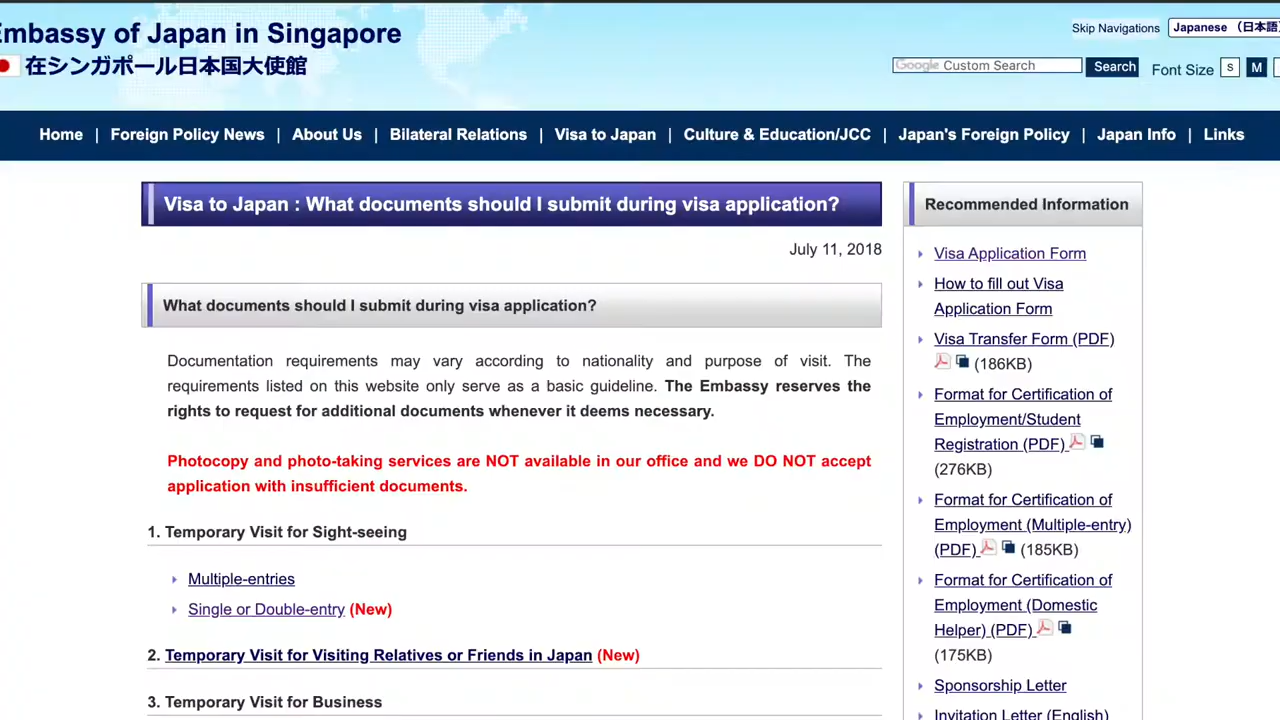 Embassy of Japan in Singapore
在シンガポール日本国大使館
Skip Navigations
Japanese （日本語
Google Custom Search
Search
Font Size
S
M
Home | Foreign Policy News | About Us | Bilateral Relations | Visa to Japan | Culture & Education/JCC | Japan's Foreign Policy | Japan Info | Links
Visa to Japan : What documents should I submit during visa application?
July 11, 2018
What documents should I submit during visa application?
Documentation requirements may vary according to nationality and purpose of visit. The
requirements listed on this website only serve as a basic guideline. The Embassy reserves the
rights to request for additional documents whenever it deems necessary.
Photocopy and photo-taking services are NOT available in our office and we DO NOT accept
application with insufficient documents.
1. Temporary Visit for Sight-seeing
Multiple-entries
Single or Double-entry (New)
2. Temporary Visit for Visiting Relatives or Friends in Japan (New)
3. Temporary Visit for Business
Recommended Information
Visa Application Form
How to fill out Visa
Application Form
Visa Transfer Form (PDF)
(186KB)
Format for Certification of
Employment/Student
Registration (PDF)
(276KB)
Format for Certification of
Employment (Multiple-entry)
(PDF) (185KB)
Format for Certification of
Employment (Domestic
Helper) (PDF)
(175KB)
Sponsorship Letter
Invitation Letter (English)